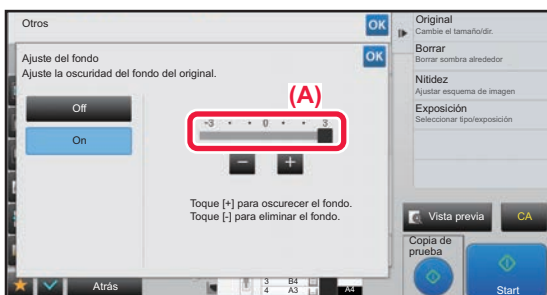 Otros
OK
Ajuste del fondo
Ajuste la oscuridad del fondo del original.
OK
Off
On
(A)
-3 • • 0 • • 3
− +
Toque [+] para oscurecer el fondo.
Toque [-] para eliminar el fondo.
Atrás
3 B4
4 A3
A4
Original
Cambie el tamaño/dir.
Borrar
Borrar sombra alrededor
Nitidez
Ajustar esquema de imagen
Exposición
Seleccionar tipo/exposición
Vista previa
CA
Copia de
prueba
Start